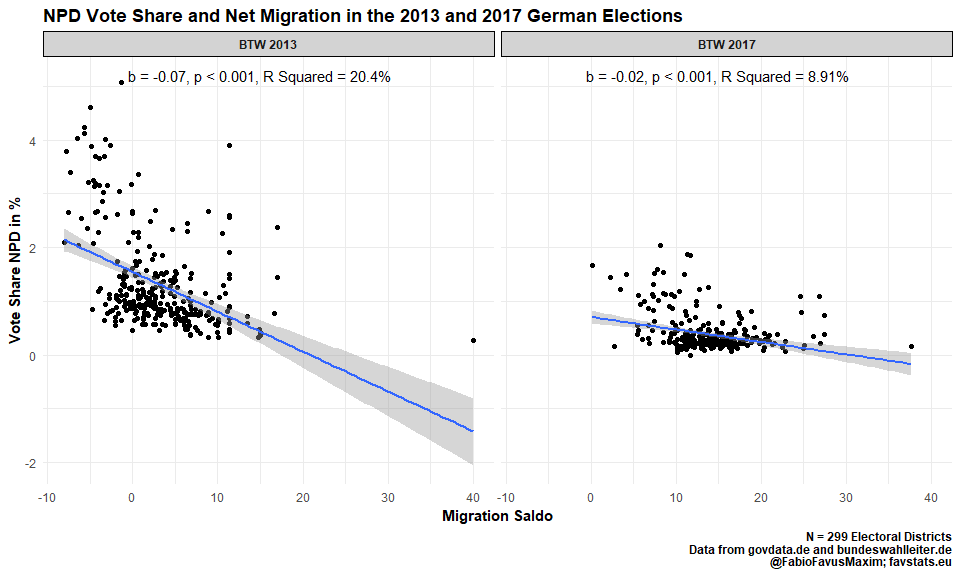 NPD Vote Share and Net Migration in the 2013 and 2017 German Elections
BTW 2013
BTW 2017
b = -0.07, p < 0.001, R Squared = 20.4%
b = -0.02, p < 0.001, R Squared = 8.91%
Vote Share NPD in %
4
2
0
-2
-10 0 10 20 30 40
-10 0 10 20 30 40
Migration Saldo
N = 299 Electoral Districts
Data from govdata.de and bundeswahlleiter.de
@FabioFavusMaxim; favstats.eu